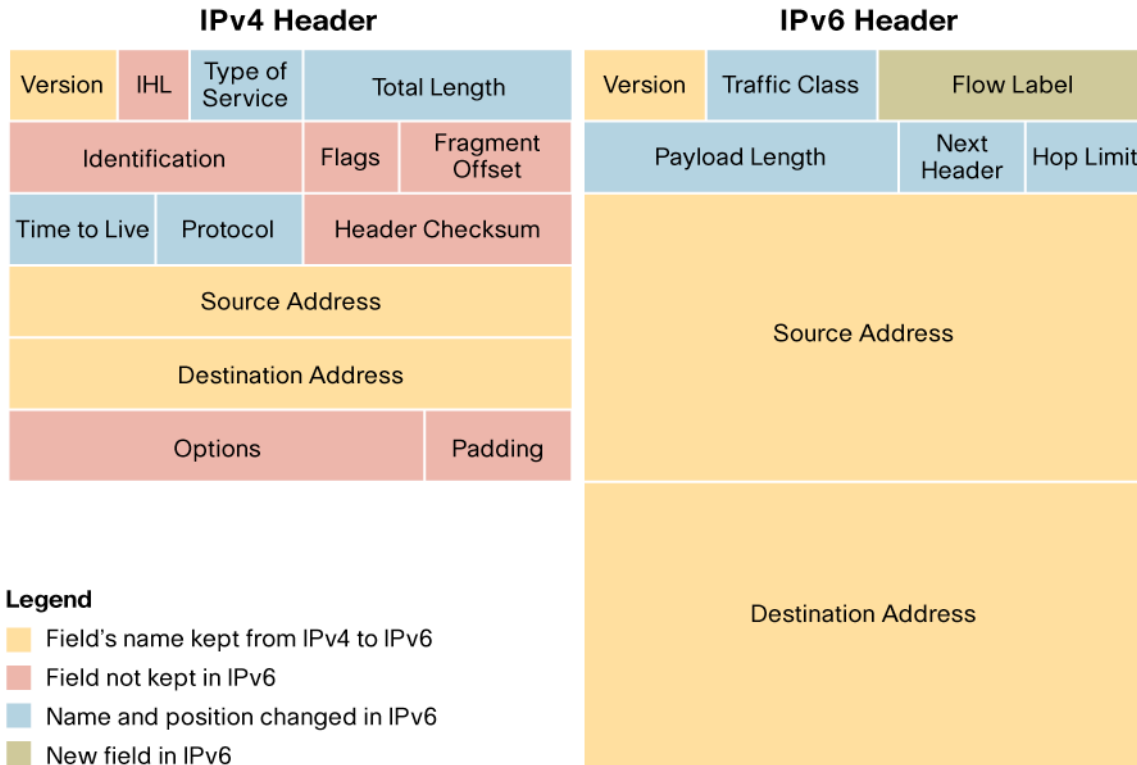 IPv4 Header
Version IHL Type of Service Total Length
Identification Flags Fragment Offset
Time to Live Protocol Header Checksum
Source Address
Destination Address
Options Padding
IPv6 Header
Version Traffic Class Flow Label
Payload Length Next Header Hop Limit
Source Address
Destination Address
Legend
Field's name kept from IPv4 to IPv6
Field not kept in IPv6
Name and position changed in IPv6
New field in IPv6